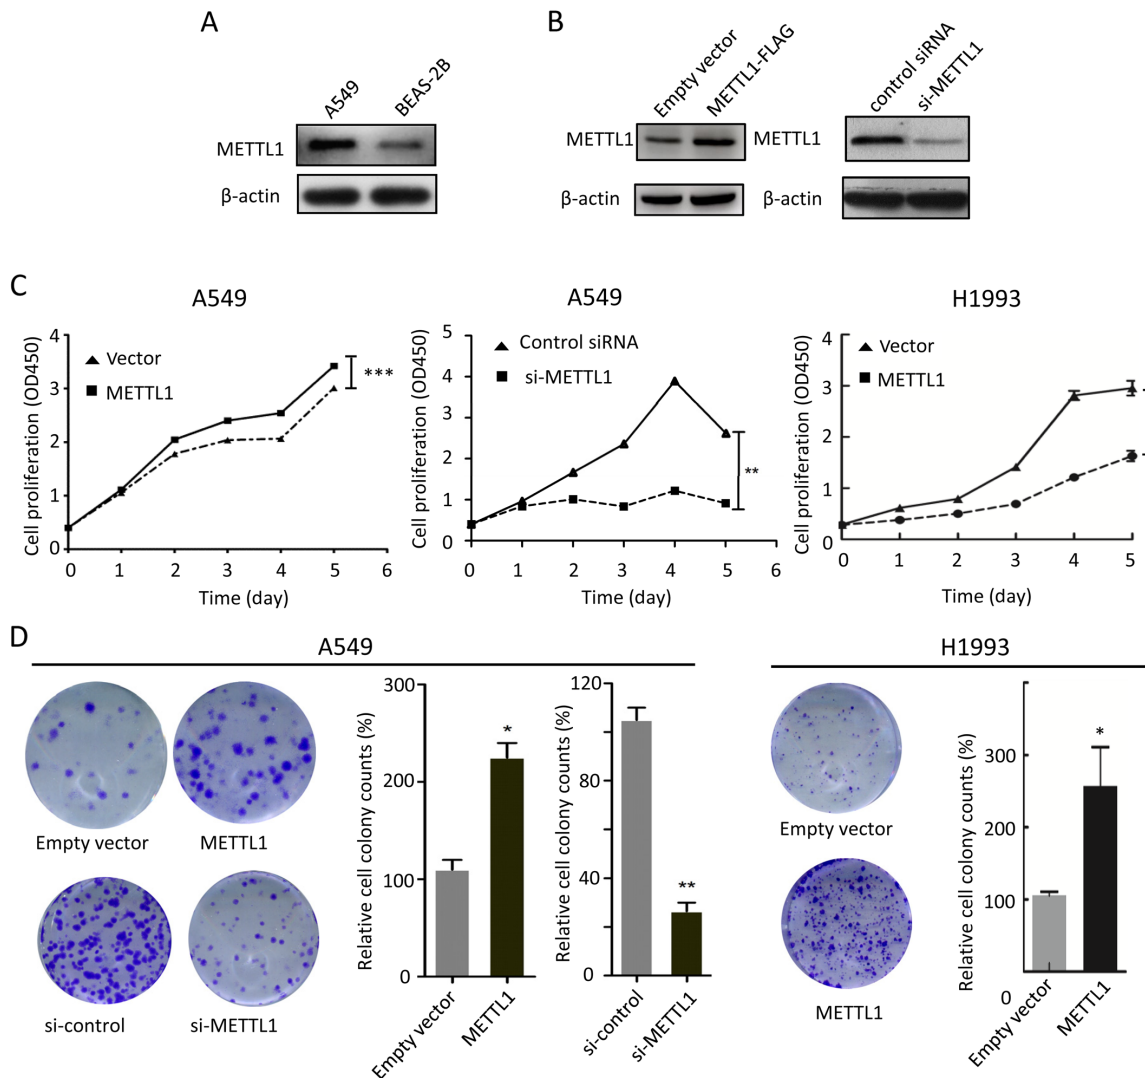 A
B
A549
BEAS-2B
METTL1
β-actin
Empty vector
METTL1-FLAG
METTL1
β-actin
control siRNA
si-METTL1
METTL1
β-actin
C
A549
Cell proliferation (OD450)
4
3
2
1
0
Vector
METTL1
***
0 1 2 3 4 5 6
Time (day)
A549
Cell proliferation (OD450)
5
4
3
2
1
0
Control siRNA
si-METTL1
**
0 1 2 3 4 5 6
Time (day)
H1993
Cell proliferation (OD450)
4
3
2
1
0
Vector
METTL1
0 1 2 3 4 5
Time (day)
D
A549
Empty vector
METTL1
si-control
si-METTL1
Relative cell colony counts (%)
300
200
100
0
*
Empty vector
METTL1
Relative cell colony counts (%)
120
80
40
20
0
**
si-control
si-METTL1
H1993
Empty vector
METTL1
Relative cell colony counts (%)
300
200
100
0
*
Empty vector
METTL1